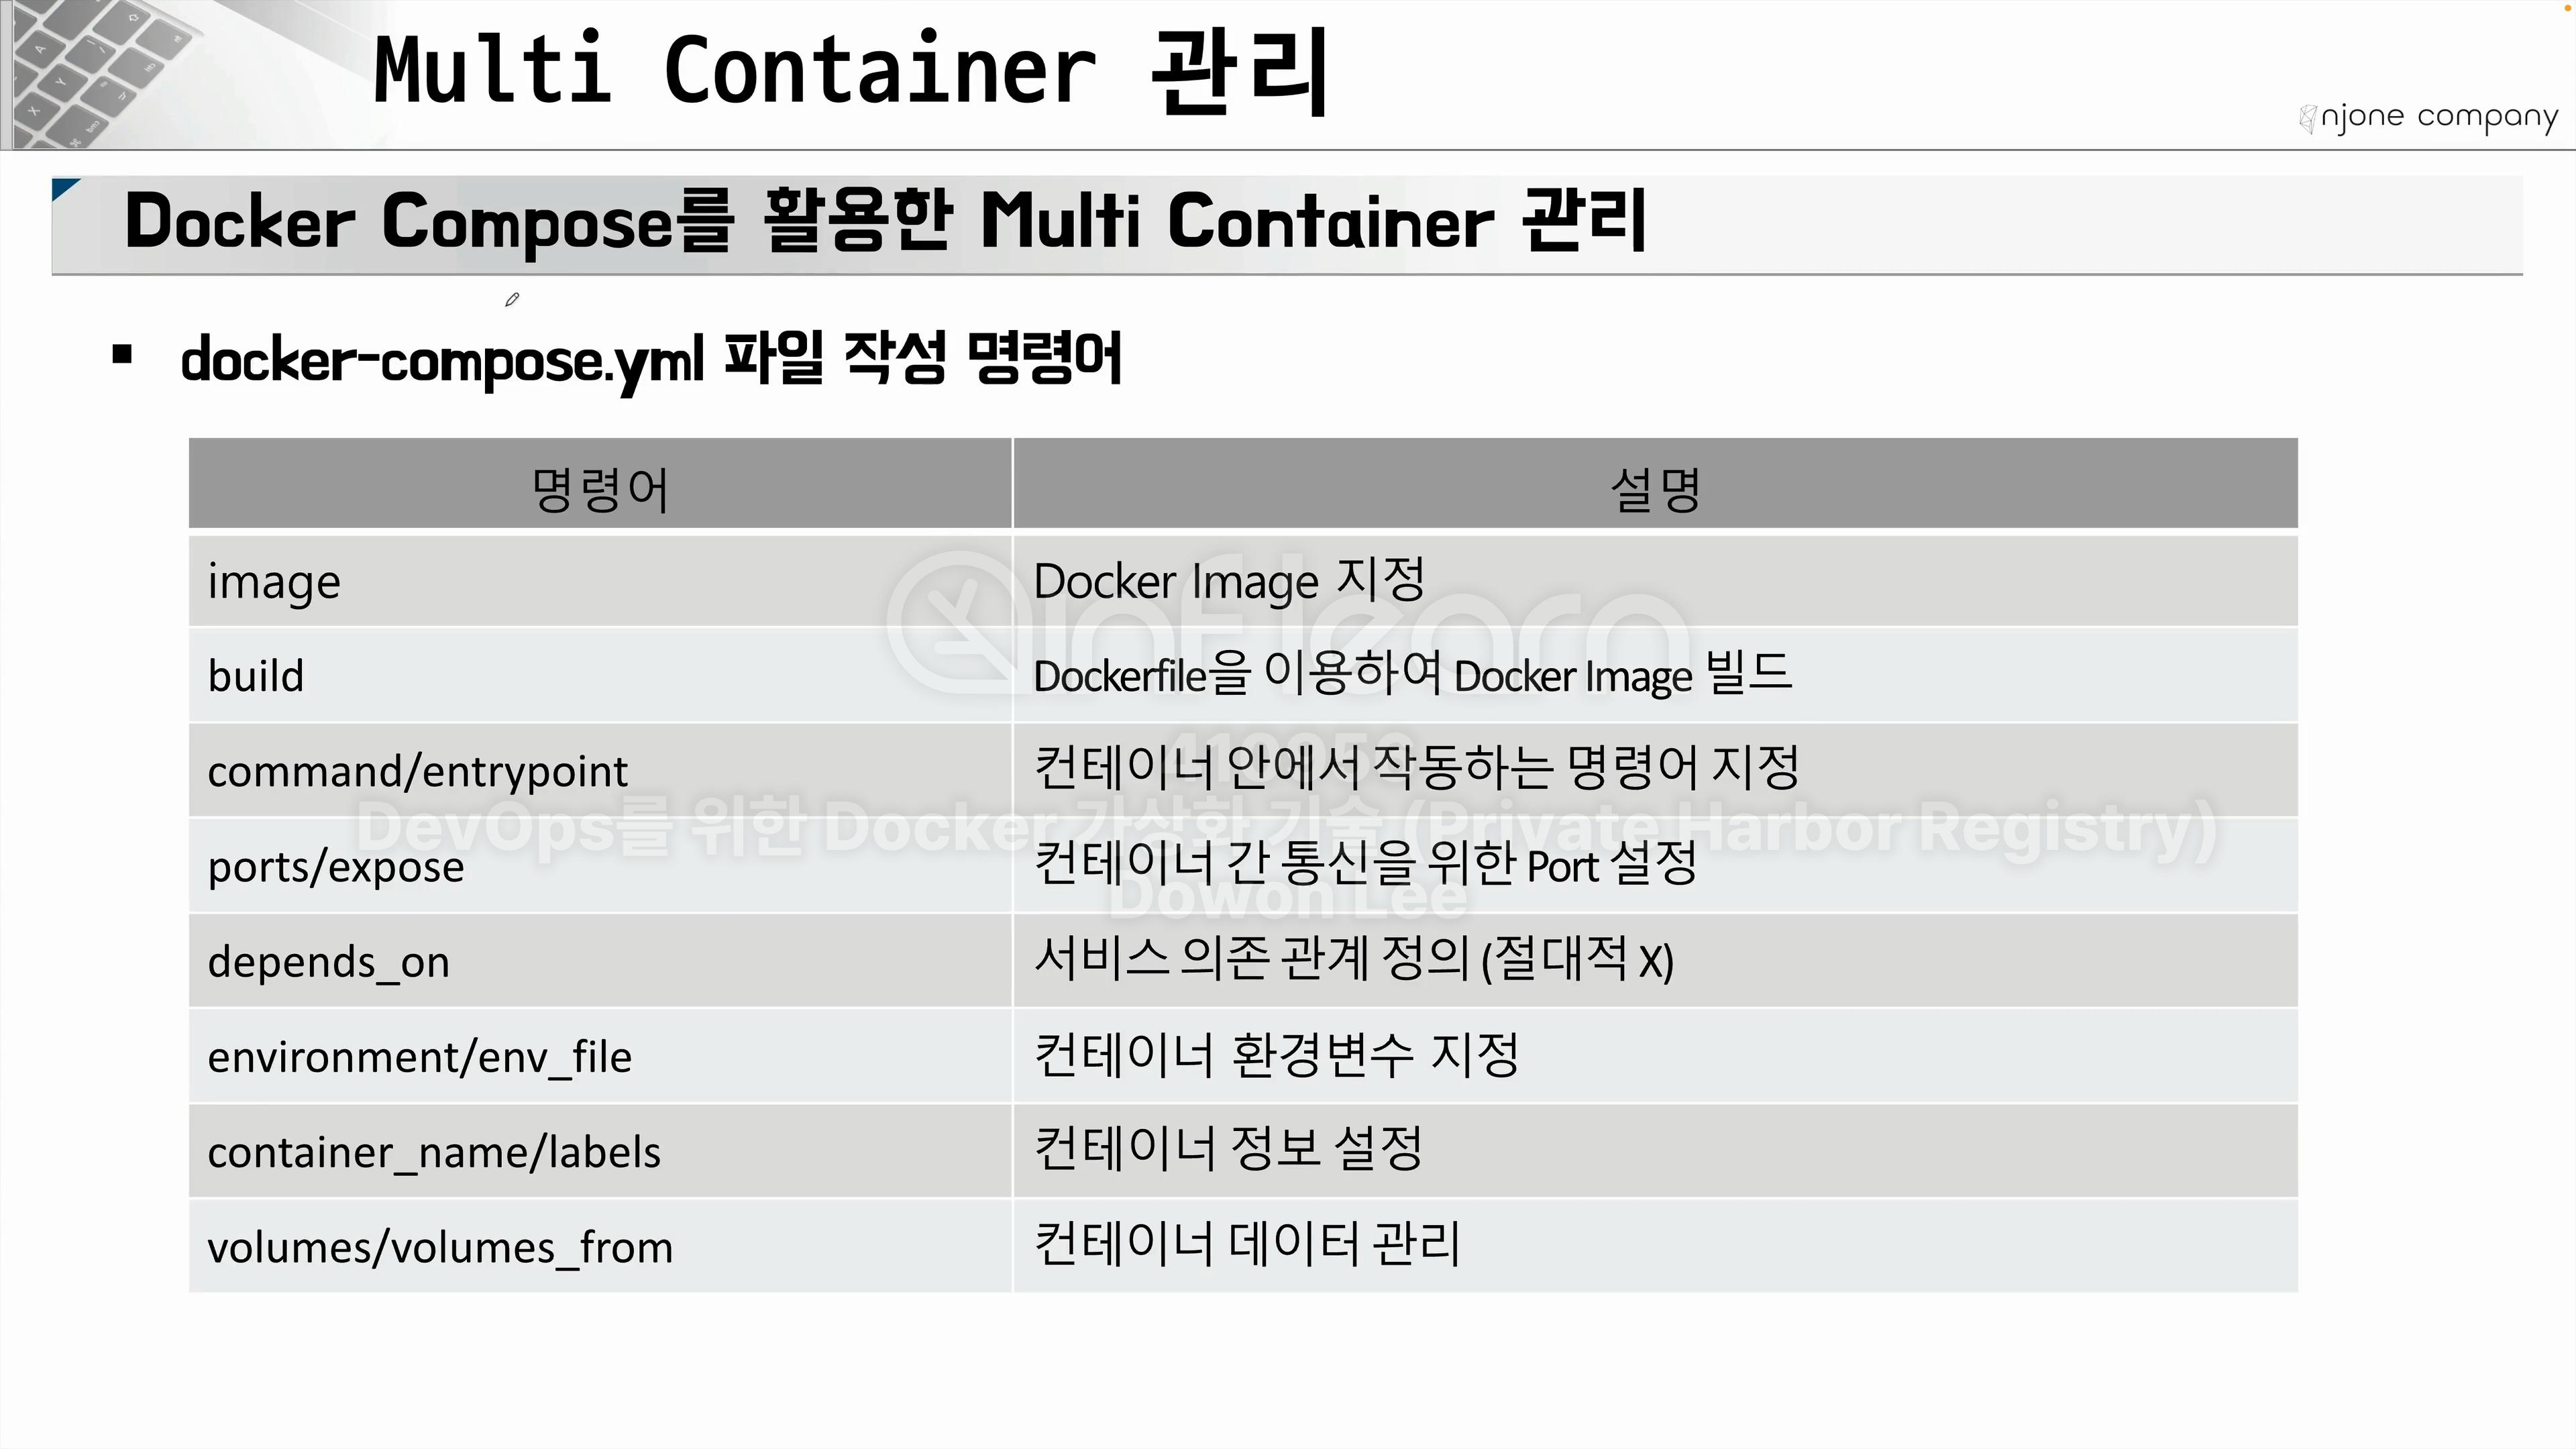 Multi Container 관리
njone company
Docker Compose를 활용한 Multi Container 관리
▪ docker-compose.yml 파일 작성 명령어
명령어 설명
image Docker Image 지정
build Dockerfile을 이용하여 Docker Image 빌드
command/entrypoint 컨테이너 안에서 작동하는 명령어 지정
ports/expose 컨테이너 간 통신을 위한 Port 설정
depends_on 서비스 의존 관계 정의 (절대적 X)
environment/env_file 컨테이너 환경변수 지정
container_name/labels 컨테이너 정보 설정
volumes/volumes_from 컨테이너 데이터 관리
inflearn
DevOps를 위한 Docker 가상화 기술 (Private Harbor Registry)
Dowon Lee